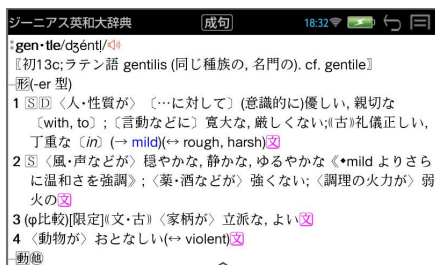 ジーニアス英和大辞典 成句 18:32
gen・tle/dʒéntl/
〖初13c;ラテン語 gentilis (同じ種族の, 名門の). cf. gentile〗
─形(-er 型)
1 🅂🄳 〈人・性質が〉〔…に対して〕(意識的に)優しい, 親切な
〔with, to〕;〔言動などに〕寛大な, 厳しくない;《古》礼儀正しい,
丁重な〔in〕(→ mild)(↔ rough, harsh)文
2 🅂〈風・声などが〉穏やかな, 静かな, ゆるやかな《◆mild よりさら
に温和さを強調》;〈薬・酒などが〉強くない;〈調理の火力が〉弱
火の文
3 (φ比較)[限定]《文・古》〈家柄が〉立派な, よい文
4 〈動物が〉おとなしい(↔ violent)文
─動他